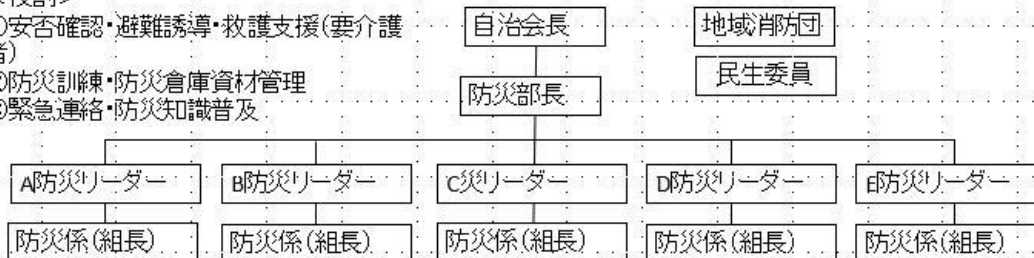 ①安否確認・避難誘導・救護支援(要介護
者)
②防災訓練・防災倉庫資材管理
③緊急連絡・防災知識普及
自治会長
地域消防団
民生委員
防災部長
A防災リーダー
B防災リーダー
C災リーダー
D防災リーダー
E防災リーダー
防災係(組長)
防災係(組長)
防災係(組長)
防災係(組長)
防災係(組長)